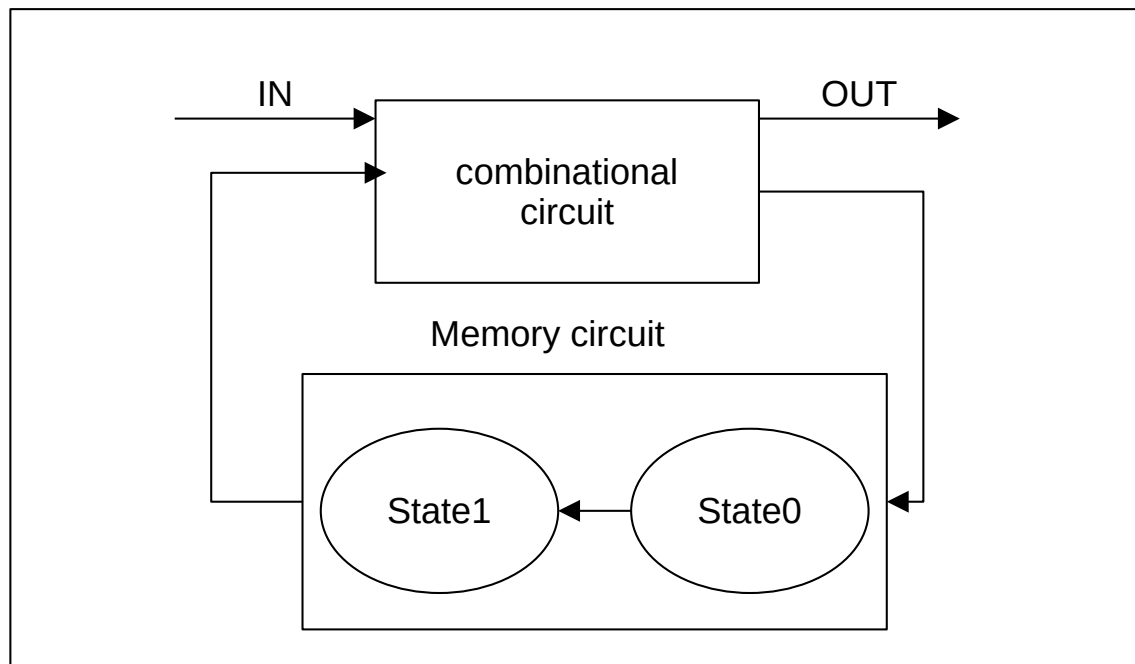 IN
OUT
combinational
circuit
Memory circuit
State1
State0